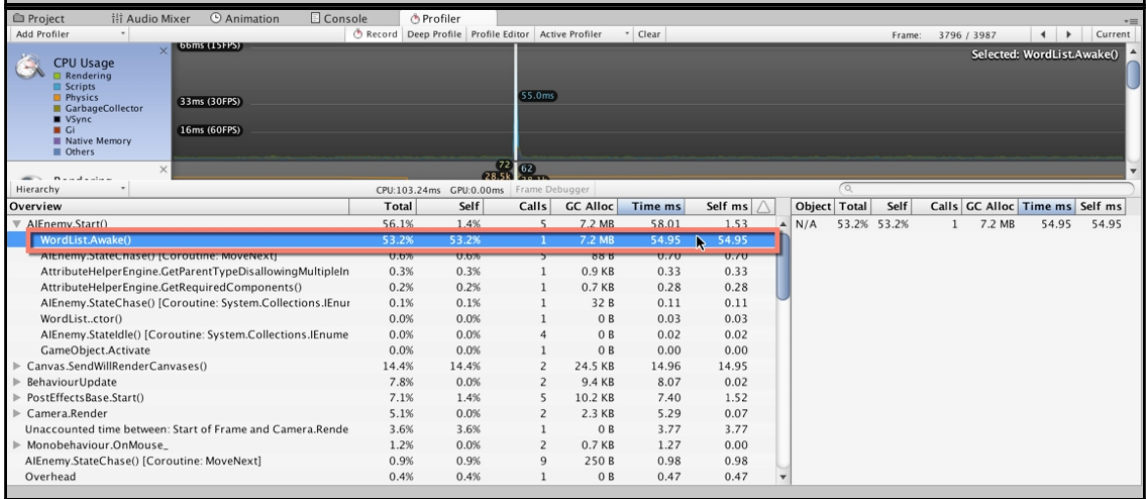 Project Audio Mixer Animation Console Profiler
Add Profiler Record Deep Profile Profile Editor Active Profiler Clear Frame: 3796 / 3987 Current
66ms (15FPS)
Selected: WordList.Awake()
CPU Usage
Rendering
Scripts
Physics
GarbageCollector
VSync
Gi
Native Memory
Others
33ms (30FPS)
16ms (60FPS)
55.0ms
72 62
28.5k
Hierarchy CPU:103.24ms GPU:0.00ms Frame Debugger
Overview Total Self Calls GC Alloc Time ms Self ms Object Total Self Calls GC Alloc Time ms Self ms
AIEnemy.Start() 56.1% 1.4% 5 7.2 MB 58.01 1.53 N/A 53.2% 53.2% 1 7.2 MB 54.95 54.95
WordList.Awake() 53.2% 53.2% 1 7.2 MB 54.95 54.95
AIEnemy.StateChase() [Coroutine: MoveNext] 0.6% 0.6% 5 88 B 0.70 0.70
AttributeHelperEngine.GetParentTypeDisallowingMultipleIn 0.3% 0.3% 1 0.9 KB 0.33 0.33
AttributeHelperEngine.GetRequiredComponents() 0.2% 0.2% 1 0.7 KB 0.28 0.28
AIEnemy.StateChase() [Coroutine: System.Collections.IEnur 0.1% 0.1% 1 32 B 0.11 0.11
WordList..ctor() 0.0% 0.0% 1 0 B 0.03 0.03
AIEnemy.StateIdle() [Coroutine: System.Collections.IEnume 0.0% 0.0% 4 0 B 0.02 0.02
GameObject.Activate 0.0% 0.0% 1 0 B 0.00 0.00
Canvas.SendWillRenderCanvases() 14.4% 14.4% 2 24.5 KB 14.96 14.95
BehaviourUpdate 7.8% 0.0% 2 9.4 KB 8.07 0.02
PostEffectsBase.Start() 7.1% 1.4% 5 10.2 KB 7.40 1.52
Camera.Render 5.1% 0.0% 2 2.3 KB 5.29 0.07
Unaccounted time between: Start of Frame and Camera.Rende 3.6% 3.6% 1 0 B 3.77 3.77
Monobehaviour.OnMouse_ 1.2% 0.0% 2 0.7 KB 1.27 0.00
AIEnemy.StateChase() [Coroutine: MoveNext] 0.9% 0.9% 9 250 B 0.98 0.98
Overhead 0.4% 0.4% 1 0 B 0.47 0.47